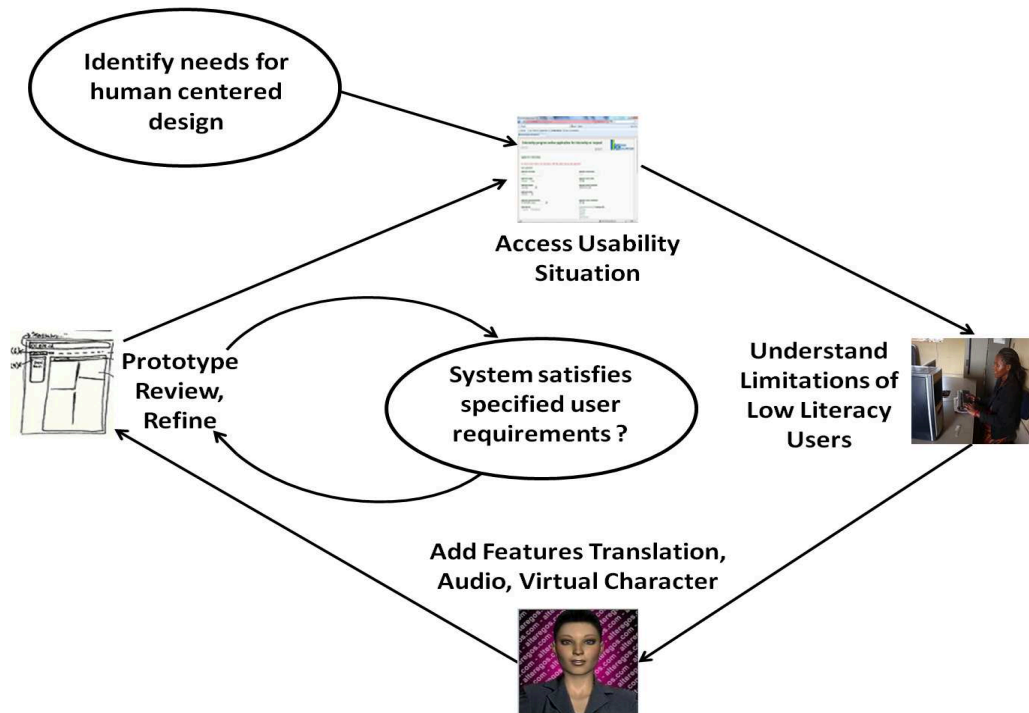 Identify needs for
human centered
design
Access Usability
Situation
Prototype
Review,
Refine
System satisfies
specified user
requirements ?
Understand
Limitations of
Low Literacy
Users
Add Features Translation,
Audio, Virtual Character